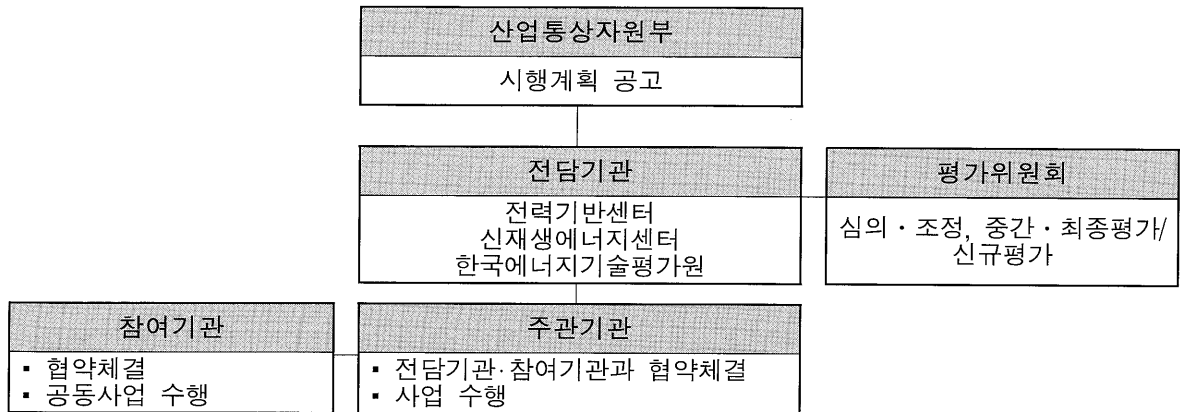 산업통상자원부
시행계획 공고
전담기관
전력기반센터
신재생에너지센터
한국에너지기술평가원
평가위원회
심의·조정, 중간·최종평가/
신규평가
참여기관
▪ 협약체결
▪ 공동사업 수행
주관기관
▪ 전담기관·참여기관과 협약체결
▪ 사업 수행